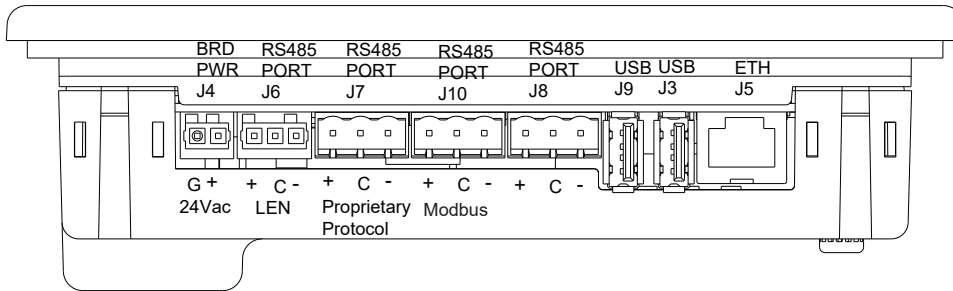 BRD RS485 RS485 RS485 RS485
PWR PORT PORT PORT PORT USB USB ETH
J4 J6 J7 J10 J8 J9 J3 J5
G + + C - + C - + C - + C -
24Vac LEN Proprietary Modbus
Protocol